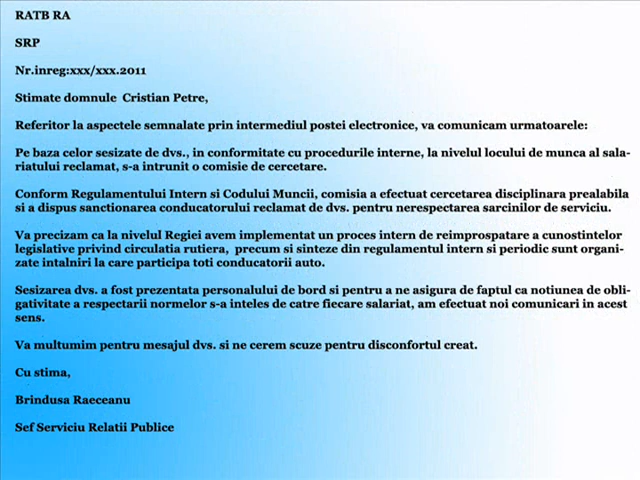 RATB RA
SRP
Nr.inreg:xxx/xxx.2011
Stimate domnule  Cristian Petre,
Referitor la aspectele semnalate prin intermediul postei electronice, va comunicam urmatoarele:
Pe baza celor sesizate de dvs., in conformitate cu procedurile interne, la nivelul locului de munca al sala-
riatului reclamat, s-a intrunit o comisie de cercetare.
Conform Regulamentului Intern si Codului Muncii, comisia a efectuat cercetarea disciplinara prealabila
si a dispus sanctionarea conducatorului reclamat de dvs. pentru nerespectarea sarcinilor de serviciu.
Va precizam ca la nivelul Regiei avem implementat un proces intern de reimprospatare a cunostintelor
legislative privind circulatia rutiera,  precum si sinteze din regulamentul intern si periodic sunt organi-
zate intalniri la care participa toti conducatorii auto.
Sesizarea dvs. a fost prezentata personalului de bord si pentru a ne asigura de faptul ca notiunea de obli-
gativitate a respectarii normelor s-a inteles de catre fiecare salariat, am efectuat noi comunicari in acest
sens.
Va multumim pentru mesajul dvs. si ne cerem scuze pentru disconfortul creat.
Cu stima,
Brindusa Raeceanu
Sef Serviciu Relatii Publice